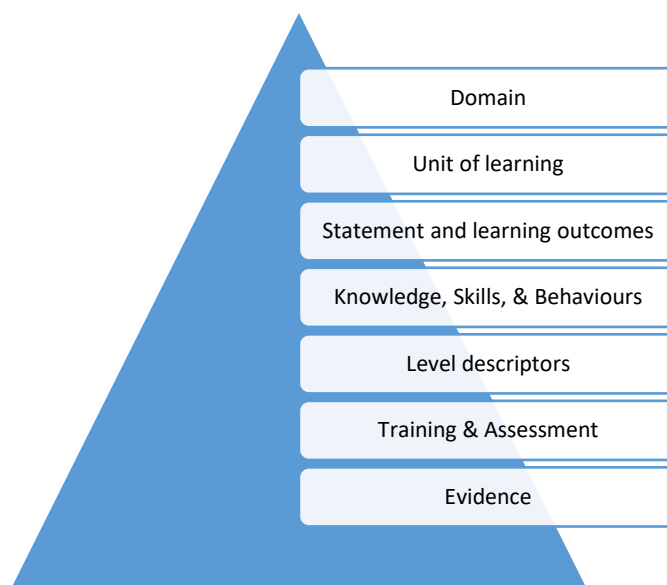 Domain
Unit of learning
Statement and learning outcomes
Knowledge, Skills, & Behaviours
Level descriptors
Training & Assessment
Evidence